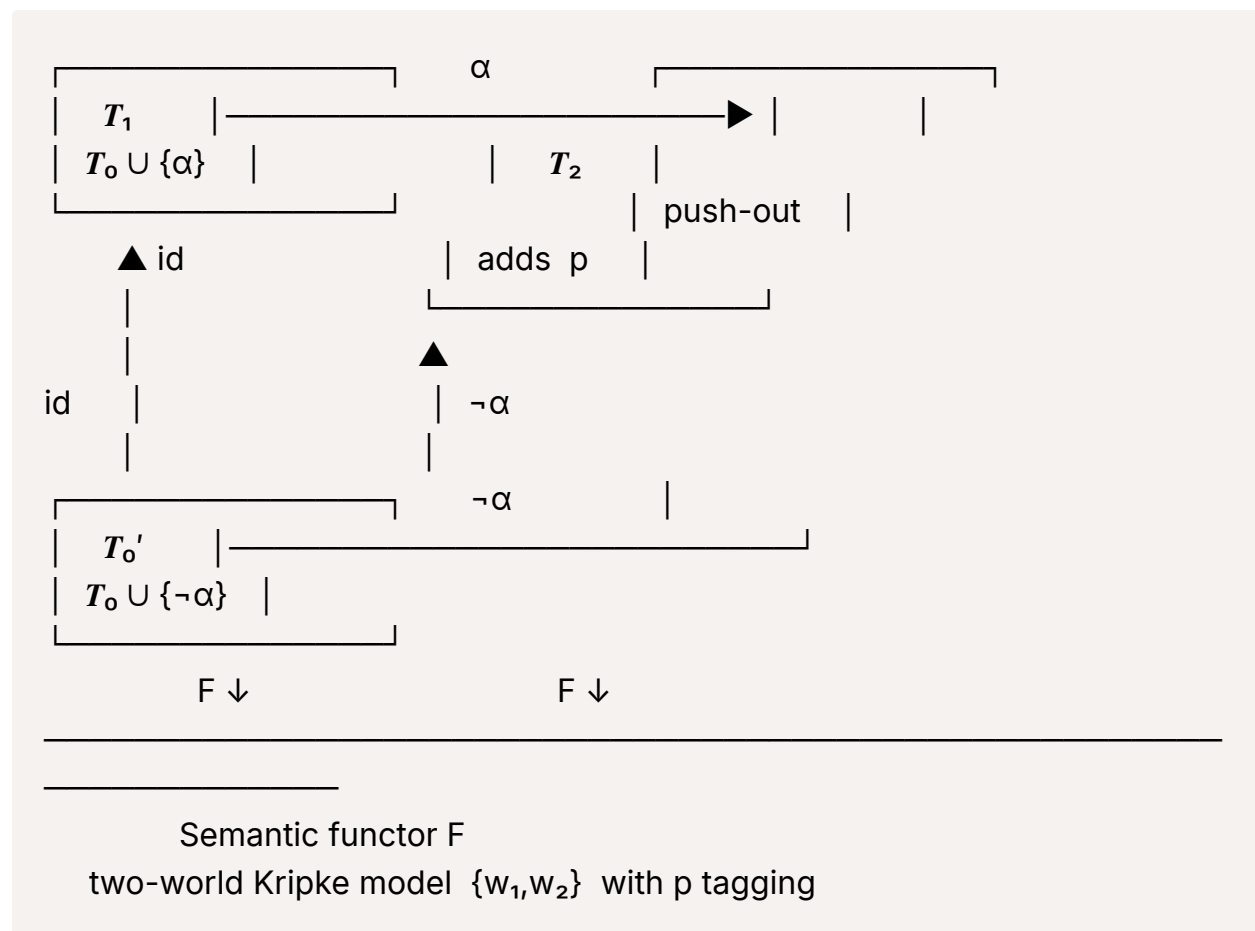 α
T₁
T₀ ∪ {α} T₂
push-out
▲ id adds p
▲
id ¬α
¬α
T₀′
T₀ ∪ {¬α}
F ↓ F ↓
Semantic functor F
two-world Kripke model {w₁,w₂} with p tagging